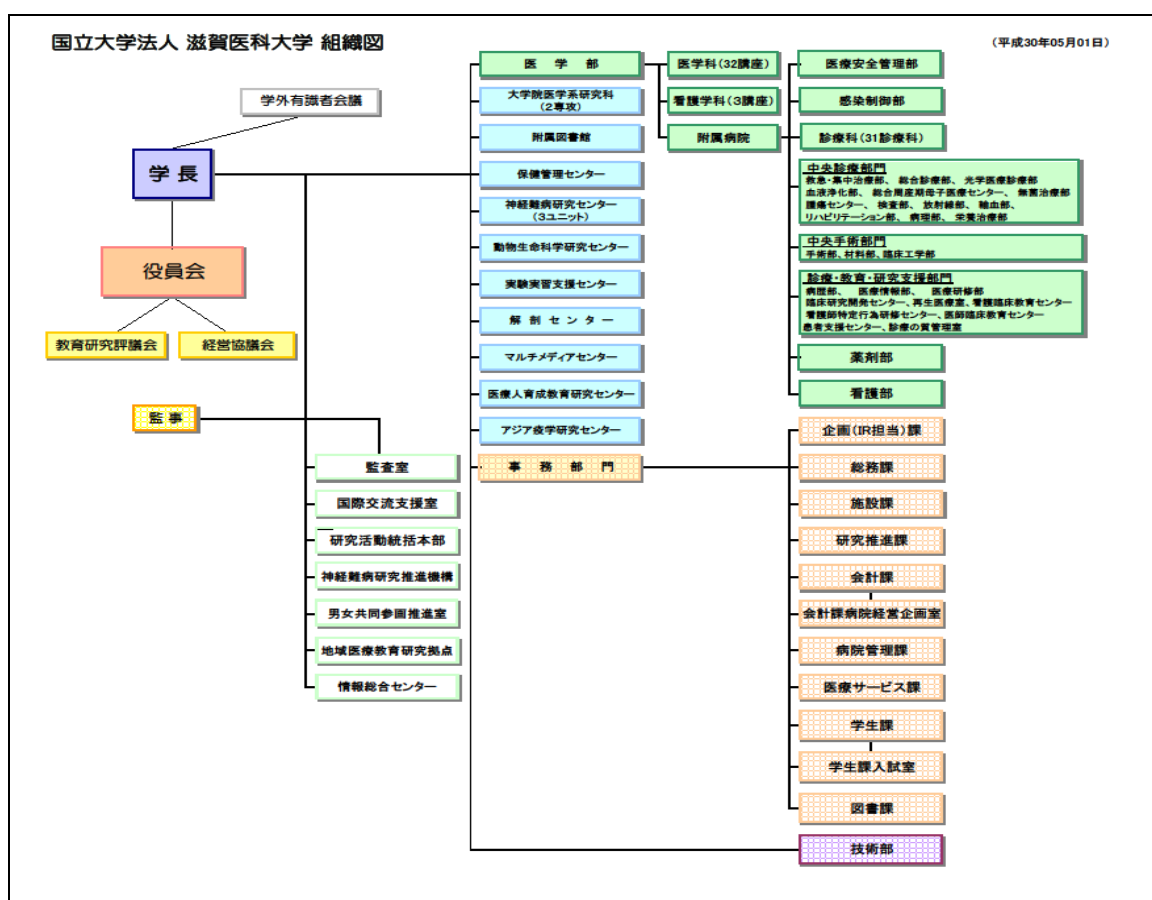 国立大学法人 滋賀医科大学 組織図
(平成30年05月01日)
学外有識者会議
学長
役員会
教育研究評議会
経営協議会
監事
監査室
国際交流支援室
研究活動統括本部
神経難病研究推進機構
男女共同参画推進室
地域医療教育研究拠点
情報総合センター
医学部
大学院医学系研究科
(2専攻)
附属図書館
保健管理センター
神経難病研究センター
(3ユニット)
動物生命科学研究センター
実験実習支援センター
解剖センター
マルチメディアセンター
医療人育成教育研究センター
アジア疫学研究センター
事務部門
医学科(32講座)
看護学科(3講座)
附属病院
医療安全管理部
感染制御部
診療科(31診療科)
中央診療部門
救急・集中治療部、 総合診療部、 光学医療診療部
血液浄化部、 総合周産期母子医療センター、 無菌治療部
腫瘍センター、 検査部、 放射線部、 輸血部、
リハビリテーション部、 病理部、 栄養治療部
中央手術部門
手術部、材料部、臨床工学部
診療・教育・研究支援部門
病歴部、 医療情報部、 医療研修部
臨床研究開発センター、再生医療室、看護臨床教育センター
看護師特定行為研修センター、医師臨床教育センター
患者支援センター、診療の質管理室
薬剤部
看護部
企画(IR担当)課
総務課
施設課
研究推進課
会計課
会計課病院経営企画室
病院管理課
医療サービス課
学生課
学生課入試室
図書課
技術部